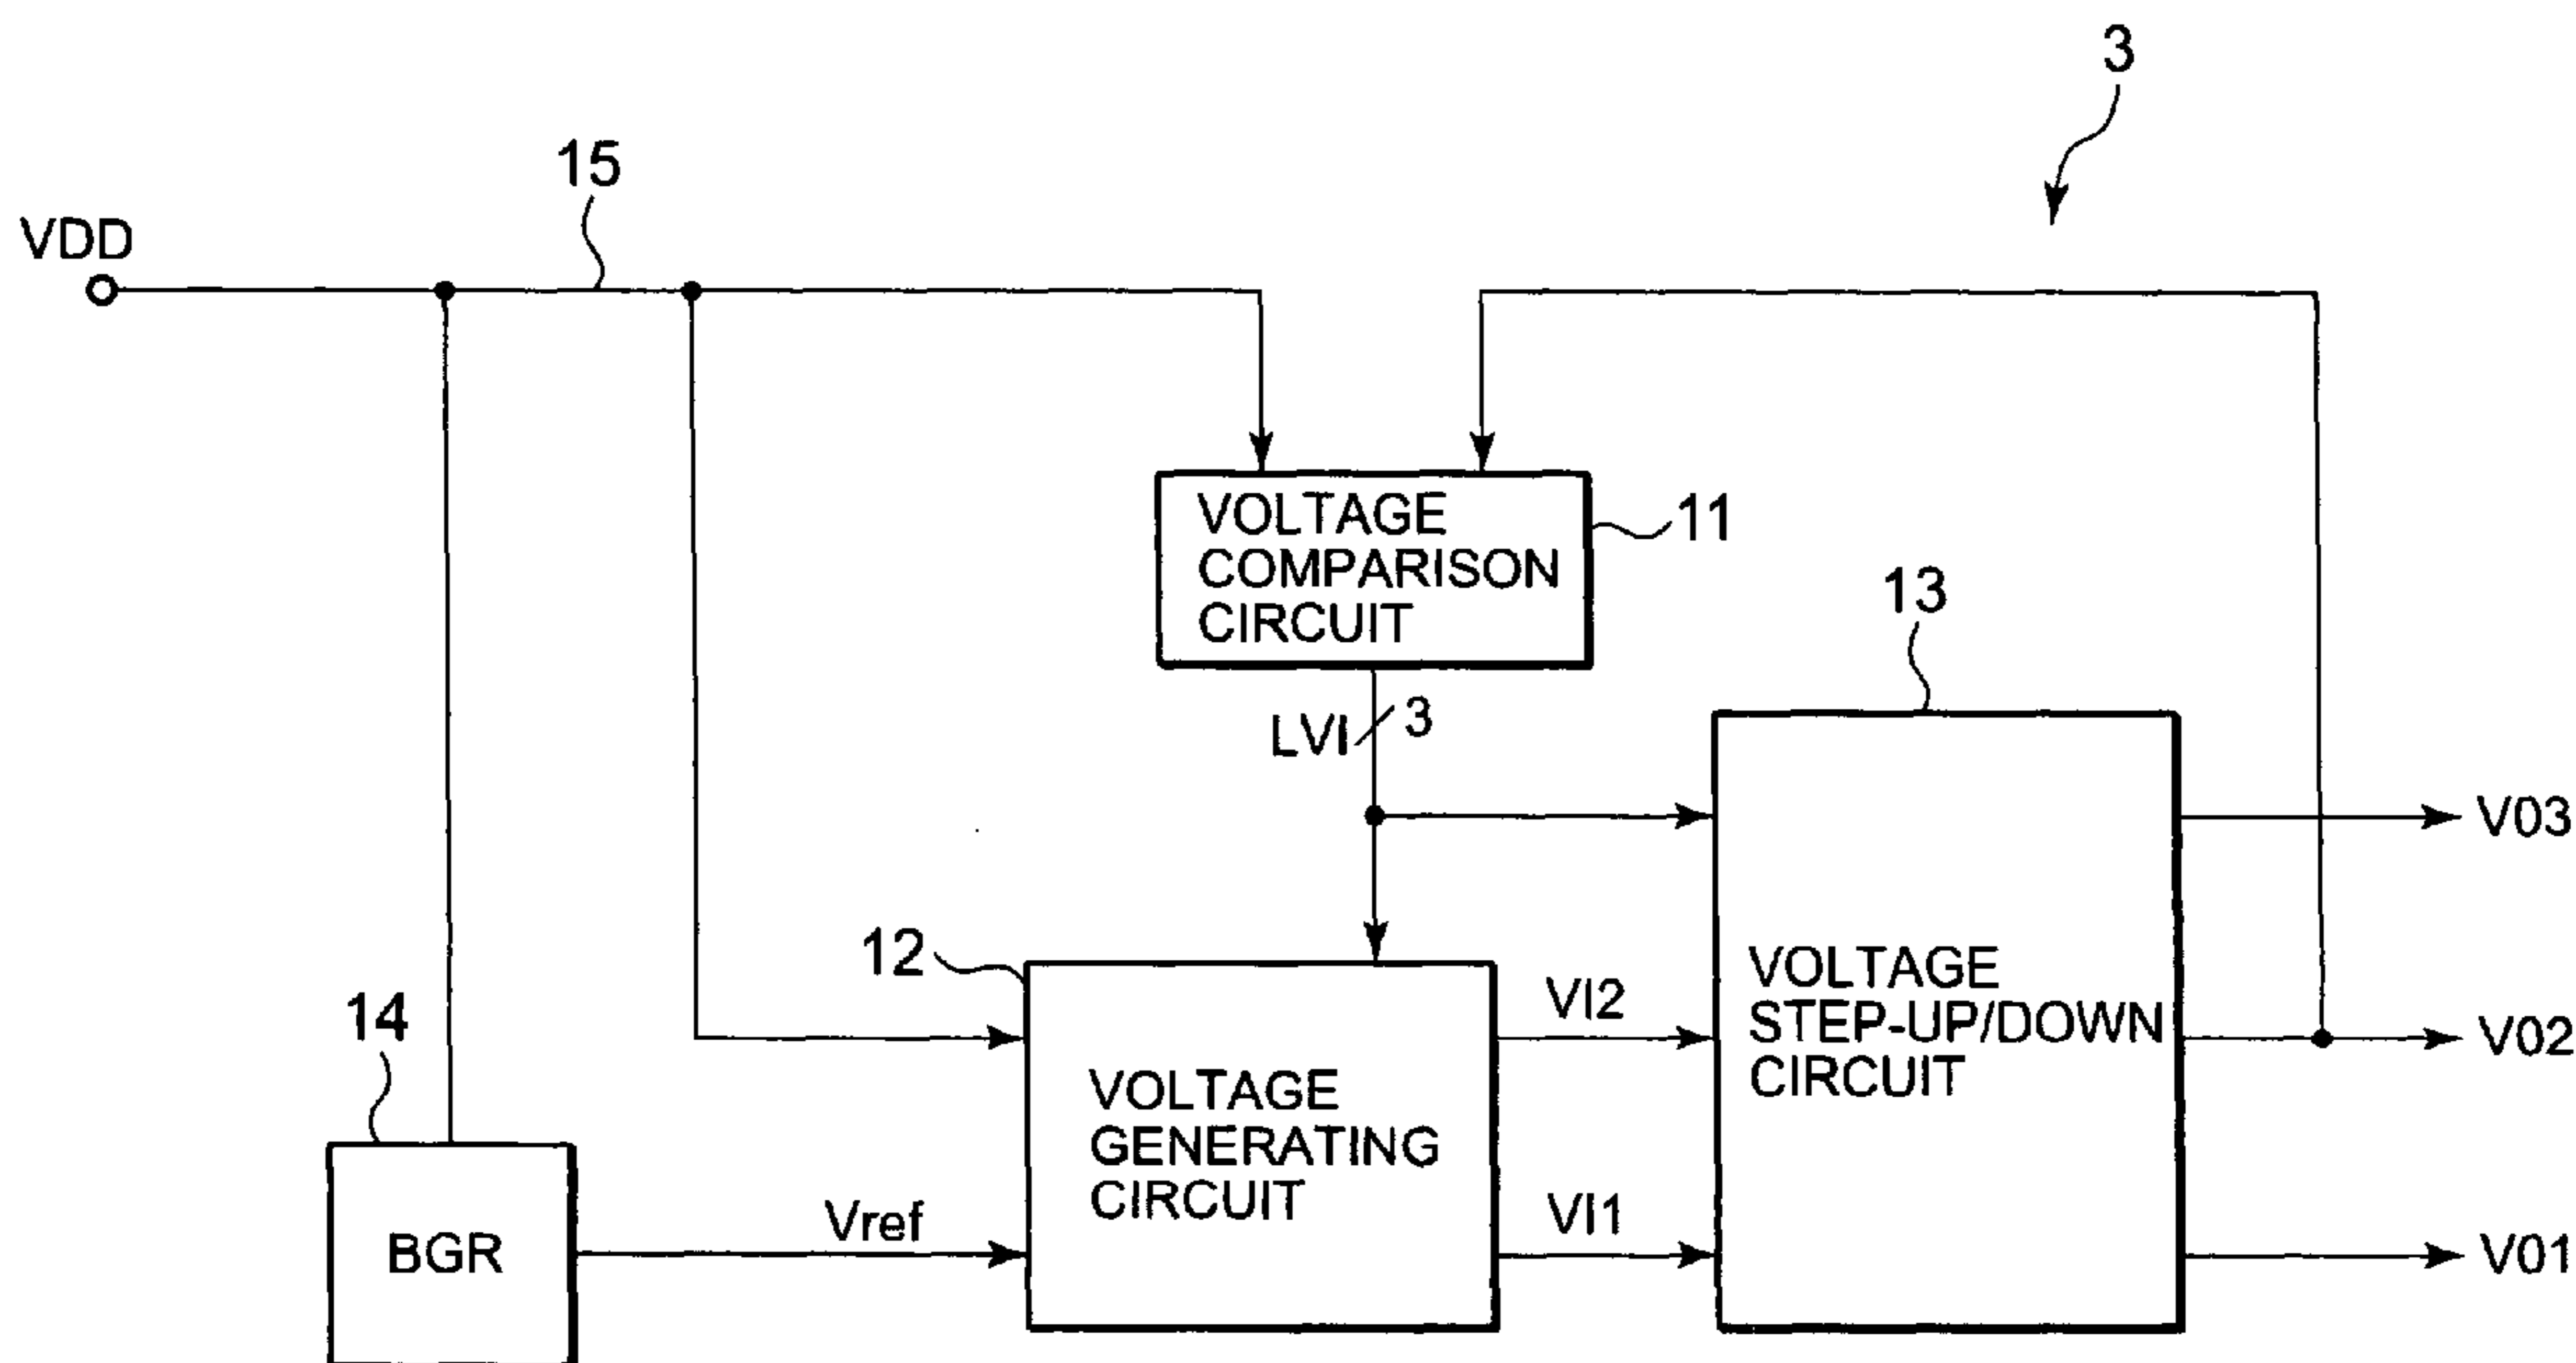 3
15
VDD
VOLTAGE
COMPARISON
CIRCUIT
11
13
LVI
3
V03
12
VI2
VOLTAGE
STEP-UP/DOWN
CIRCUIT
V02
14
VOLTAGE
GENERATING
CIRCUIT
BGR
Vref
VI1
V01